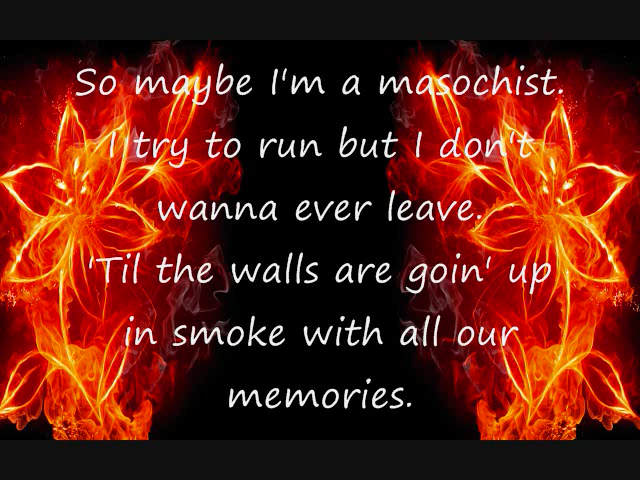 So maybe I'm a masochist.
I try to run but I don't
wanna ever leave.
'Til the walls are goin' up
in smoke with all our
memories.